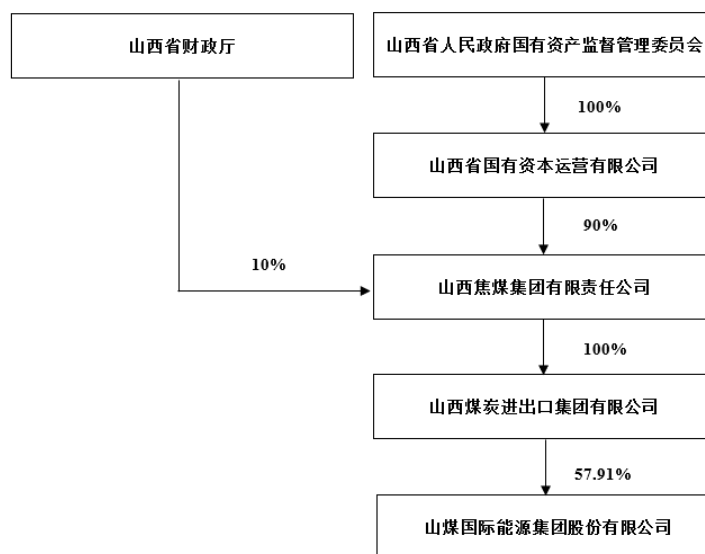 山西省财政厅
山西省人民政府国有资产监督管理委员会
100%
山西省国有资本运营有限公司
90%
10%
山西焦煤集团有限责任公司
100%
山西煤炭进出口集团有限公司
57.91%
山煤国际能源集团股份有限公司